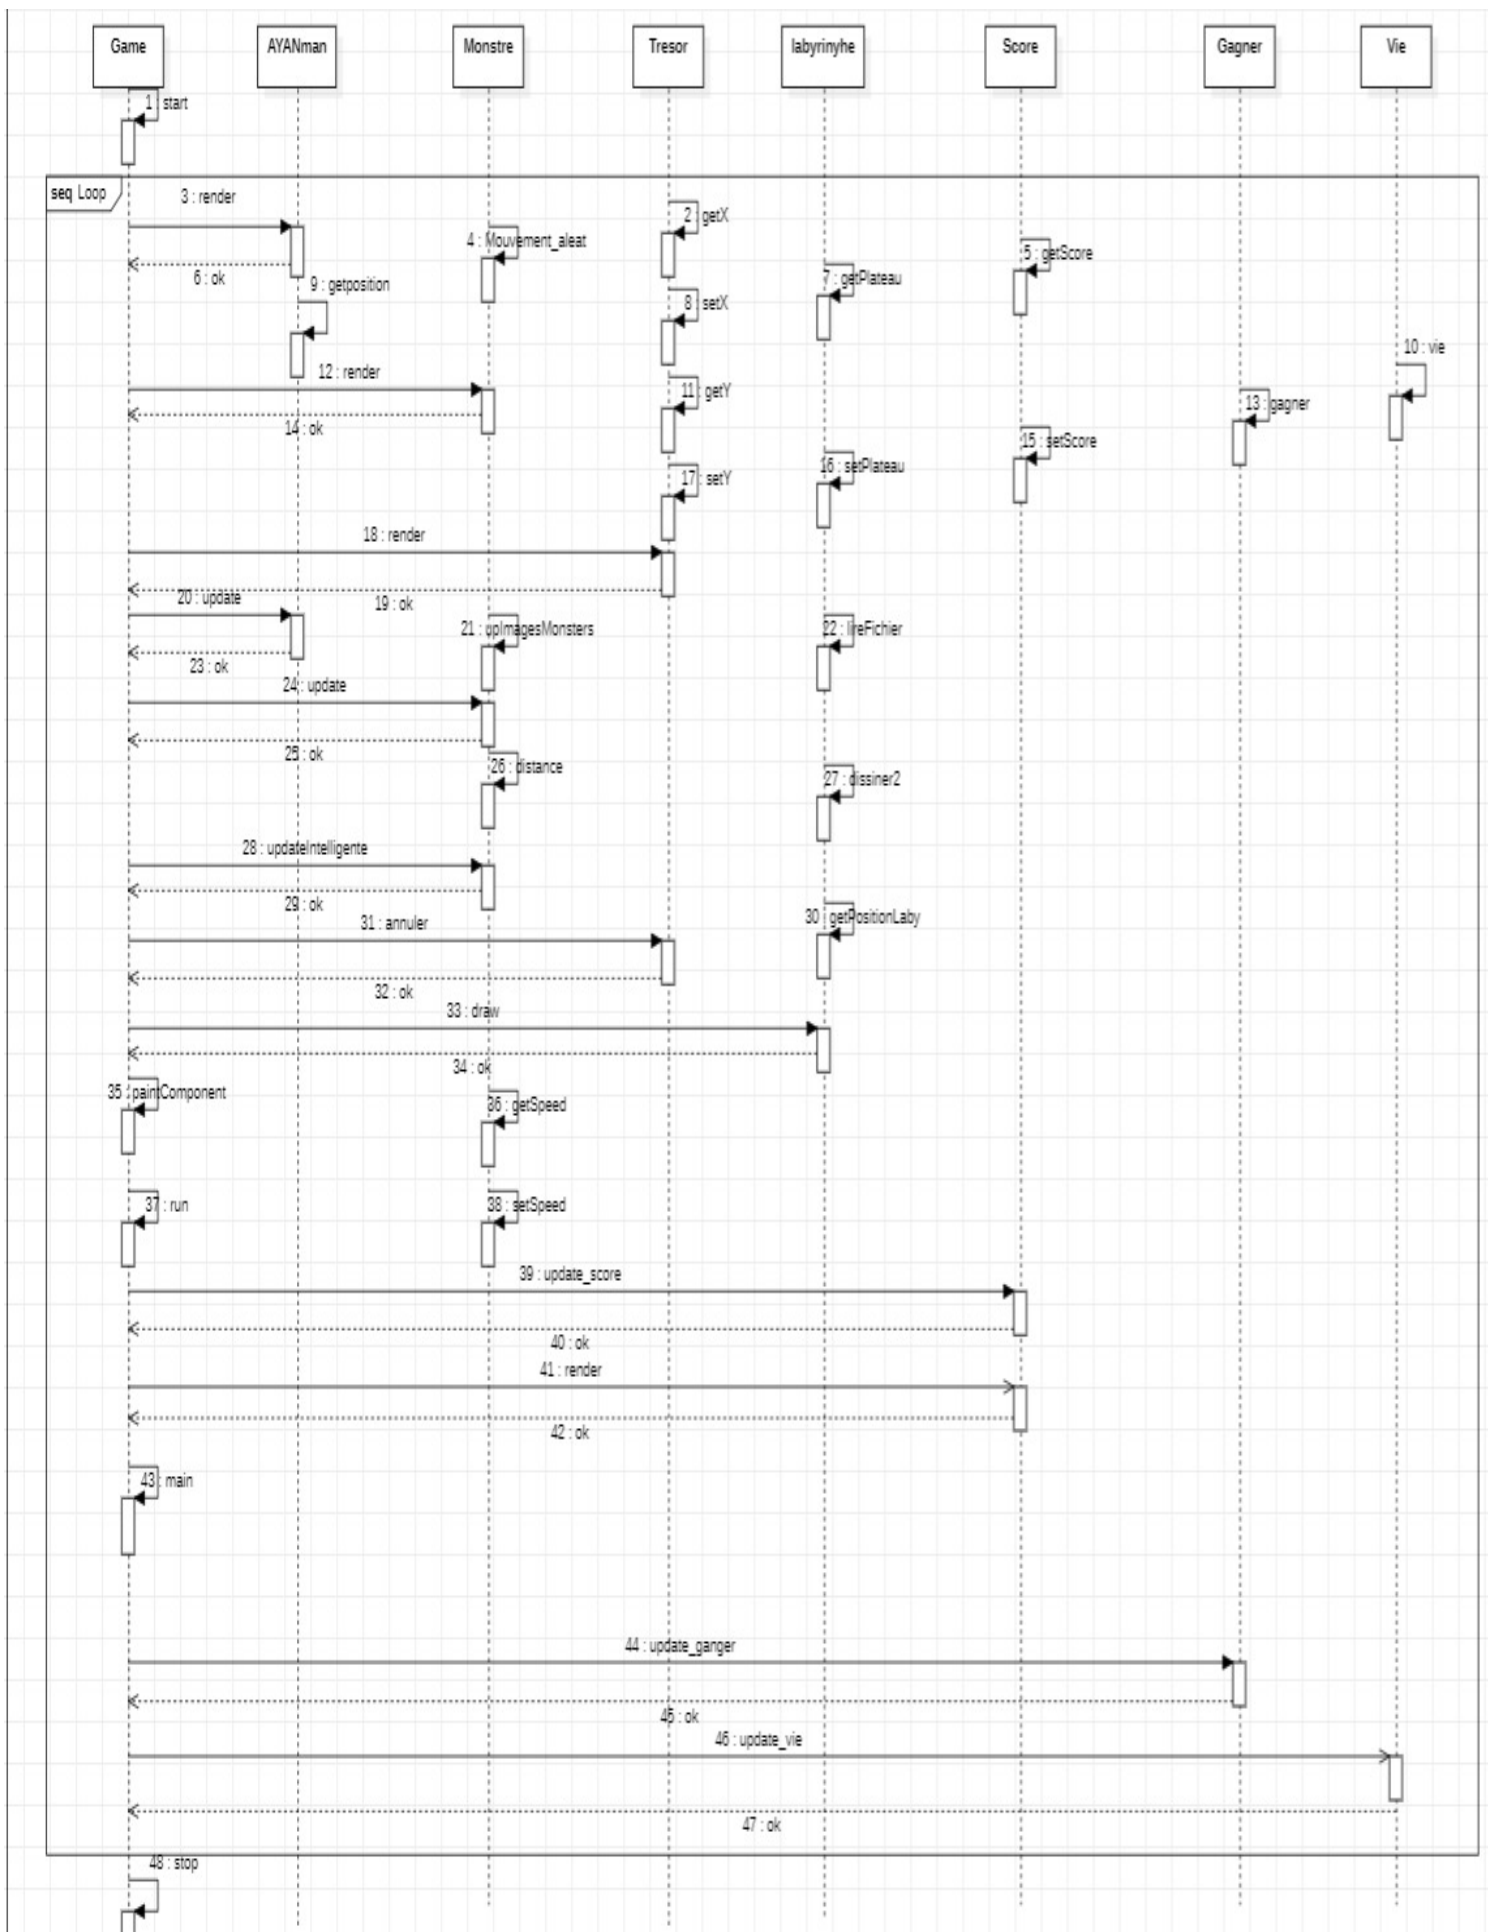 Game
AYANman
Monstre
Tresor
labyrinyhe
Score
Gagner
Vie
1 : start
seq Loop
3 : render
2 : getX
4 : Mouvement_aleat
5 : getScore
6 : ok
7 : getPlateau
9 : getposition
8 : setX
10 : vie
12 : render
11 : getY
13 : gagner
14 : ok
15 : setScore
16 : setPlateau
17 : setY
18 : render
20 : update
19 : ok
21 : upImagesMonsters
22 : lireFichier
23 : ok
24 : update
25 : ok
26 : distance
27 : dissiner2
28 : updateIntelligente
29 : ok
30 : getPositionLaby
31 : annuler
32 : ok
33 : draw
34 : ok
35 : paintComponent
36 : getSpeed
37 : run
38 : setSpeed
39 : update_score
40 : ok
41 : render
42 : ok
43 : main
44 : update_ganger
45 : ok
46 : update_vie
47 : ok
48 : stop